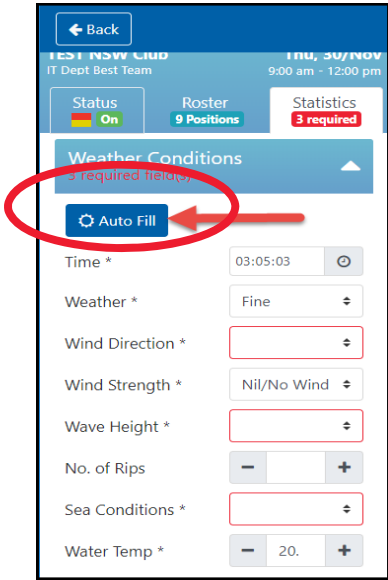 Back
TEST NSW Club Thu, 30/Nov
IT Dept Best Team 9:00 am - 12:00 pm
Status Roster Statistics
On 9 Positions 3 required
Weather Conditions
3 required field(s)
Auto Fill
Time * 03:05:03
Weather * Fine
Wind Direction *
Wind Strength * Nil/No Wind
Wave Height *
No. of Rips − +
Sea Conditions *
Water Temp * − 20. +